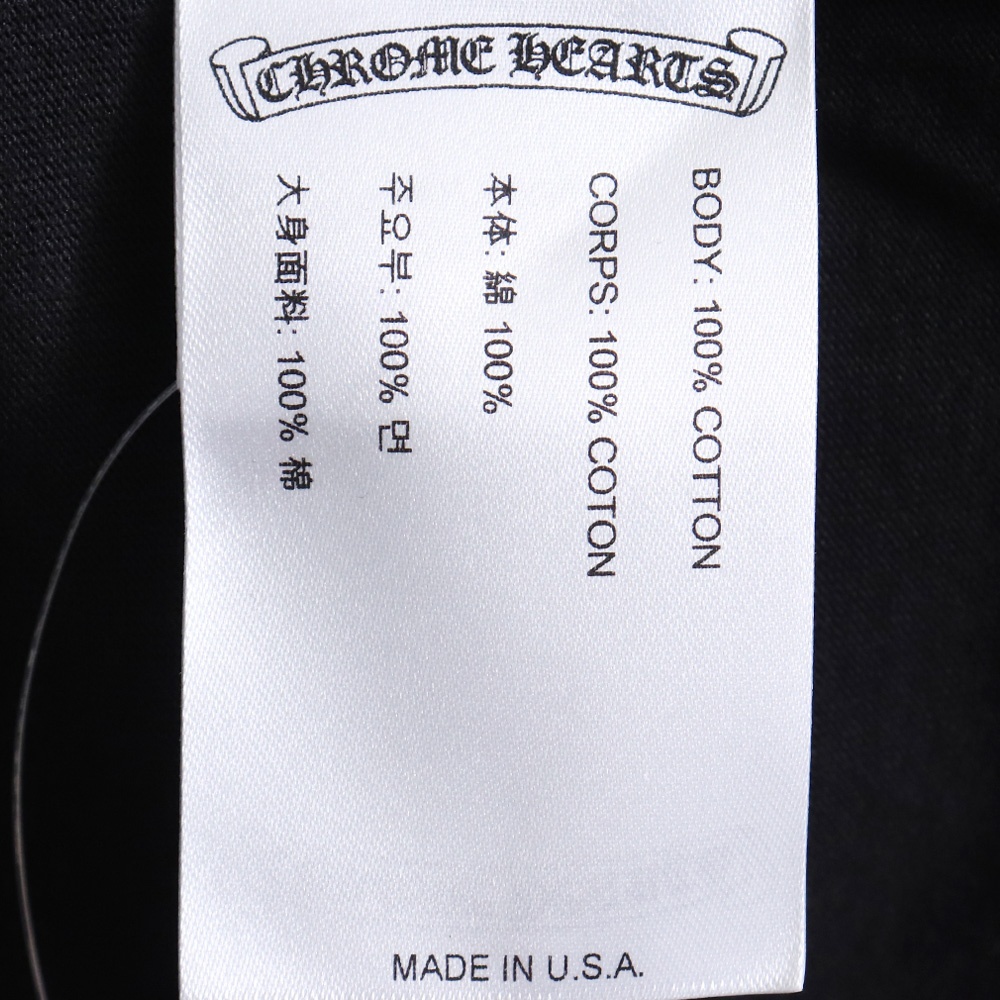 CHROME HEARTS
BODY: 100% COTTON
CORPS: 100% COTON
本体: 綿 100%
주요부: 100% 면
大身面料: 100% 棉
MADE IN U.S.A.